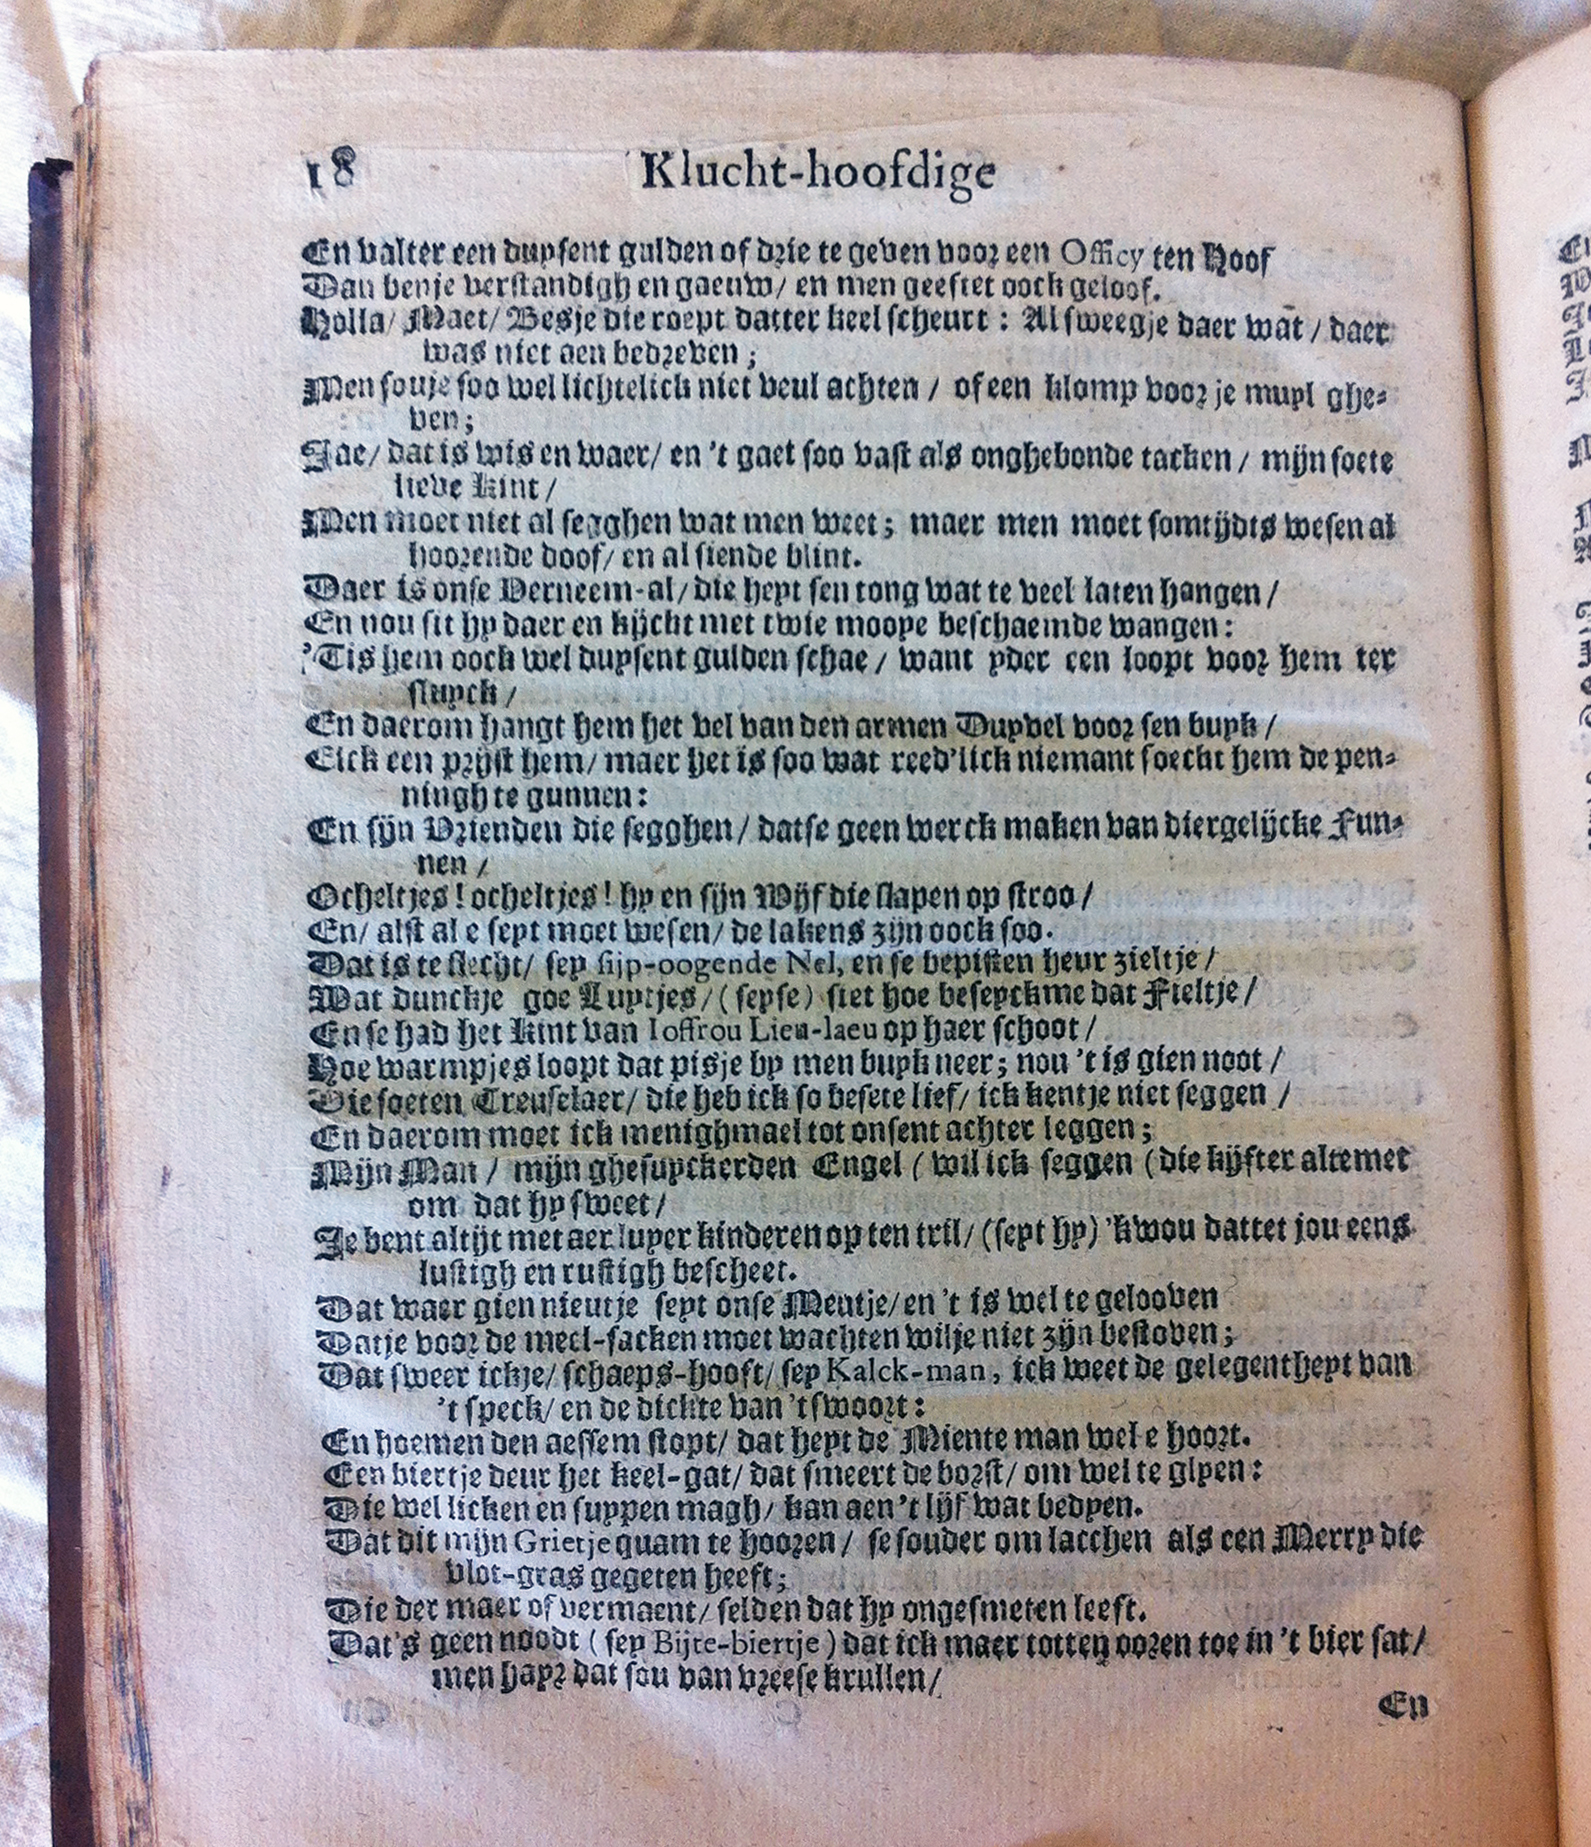 18 Klucht-hoofdige
En valter een duysent gulden of drie te geven voor een Officy ten Hoof
Dan benje verstandigh en gaeuw/ en men geeftet oock geloof.
Holla/ Maet/ Besje die roept datter keel scheurt : Al sweegje daer wat / daer
was niet aen bedreven ;
Men souje soo wel lichtelick niet veul achten / of een klomp voor je muyl ghe-
ven ;
Jae/ dat is wis en waer/ en 't gaet soo vast als onghebonde tacken / mijn soete
lieve kint /
Men moet niet al segghen wat men weet ; maer men moet somtijdts wesen al
hoorende doof/ en al siende blint.
Daer is onse Verneem-al/ die heyt sen tong wat te veel laten hangen /
En nou sit hy daer en kijckt met twie mooye beschaemde wangen :
'Tis hem oock wel duysent gulden schae / want yder een loopt voor hem ter
sluyck /
En daerom hangt hem het vel van den armen Duyvel voor sen buyk /
Elck een prijst hem/ maer het is soo wat reed'lick niemant soeckt hem de pen-
ningh te gunnen :
En sijn Vrienden die segghen/ datse geen werck maken van diergelijcke Fun-
nen /
Ocheltjes ! ocheltjes ! hy en sijn Wijf die slapen op stroo /
En/ alst al e seyt moet wesen/ de lakens zijn oock soo.
Dat is te slecht/ sey sijp-oogende Nel, en se bepisten heur zieltje /
Wat dunckje goe Luytjes/ (seyse) siet hoe beseyckme dat Fieltje /
En se had het kint van Ioffrou Lieu-laeu op haer schoot /
Hoe warmpjes loopt dat pisje by men buyk neer ; nou 't is gien noot /
Die soeten Treuselaer/ die heb ick so besete lief/ ick kentje niet seggen /
En daerom moet ick menighmael tot onsent achter leggen ;
Mijn Man / mijn ghesuyckerden Engel ( wil ick seggen (die kijfter altemet
om dat hy sweet /
Je bent altijt met aer luyer kinderen op ten tril/ (seyt hy) 'k wou dattet jou eens
lustigh en rustigh bescheet.
Dat waer gien nieutje seyt onse Meutje/ en 't is wel te gelooven
Datje voor de meel-sacken moet wachten wilje niet zijn bestoven ;
Dat sweer ickje/ schaeps-hooft/ sey Kalck-man, ick weet de gelegentheyt van
't speck/ en de dickte van 't swoort :
En hoemen den aessem stopt/ dat heyt de Miente man wel e hoort.
Een biertje deur het keel-gat/ dat smeert de borst/ om wel te glyen :
Die wel licken en suypen magh/ kan aen 't lijf wat bedyen.
Dat dit mijn Grietje quam te hooren / se souder om lacchen als een Merry die
vlot-gras gegeten heeft ;
Die der maer of vermaent/ selden dat hy ongesmeten leeft.
Dat's geen noodt ( sey Bijte-biertje ) dat ick maer totten ooren toe in 't bier sat /
men hayr dat sou van vreese krullen /
En